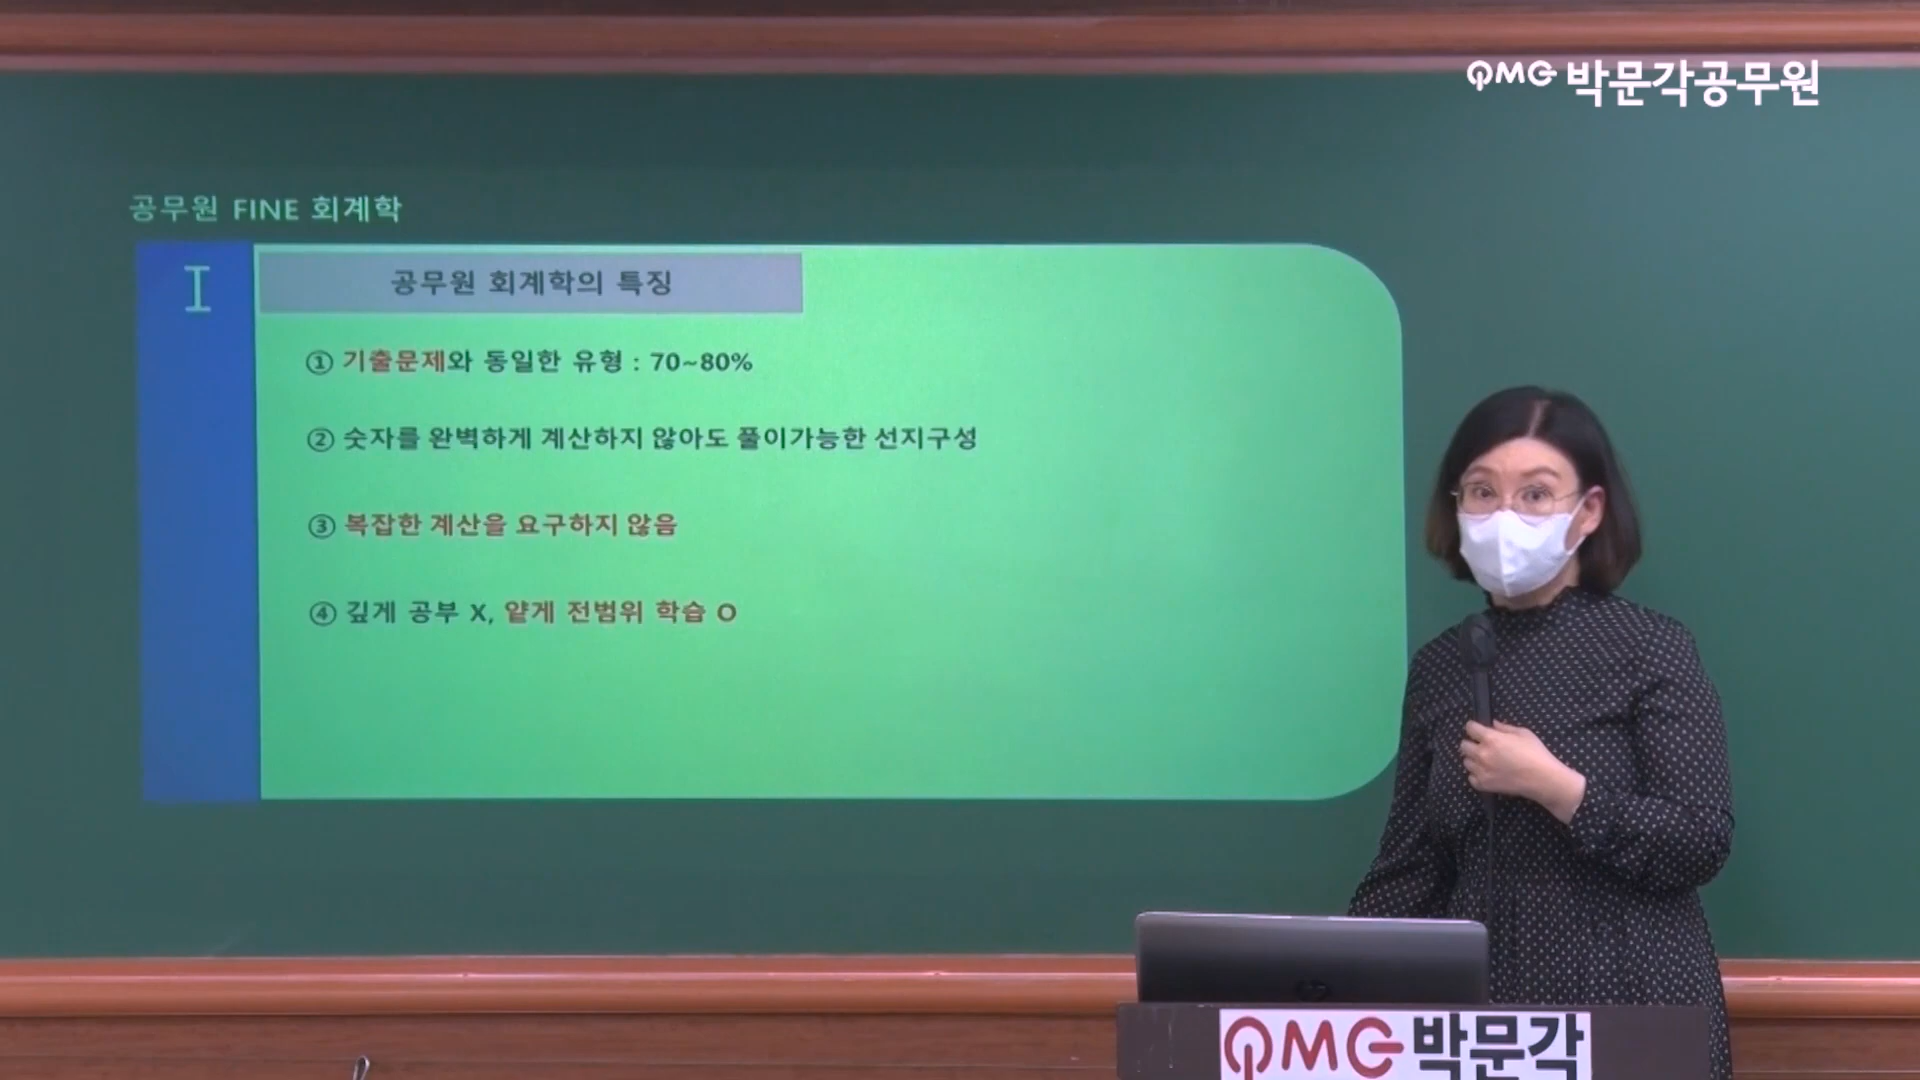 PMG 박문각공무원
공무원 FINE 회계학
I
공무원 회계학의 특징
① 기출문제와 동일한 유형 : 70~80%
② 숫자를 완벽하게 계산하지 않아도 풀이가능한 선지구성
③ 복잡한 계산을 요구하지 않음
④ 깊게 공부 X, 얕게 전범위 학습 O
PMG 박문각